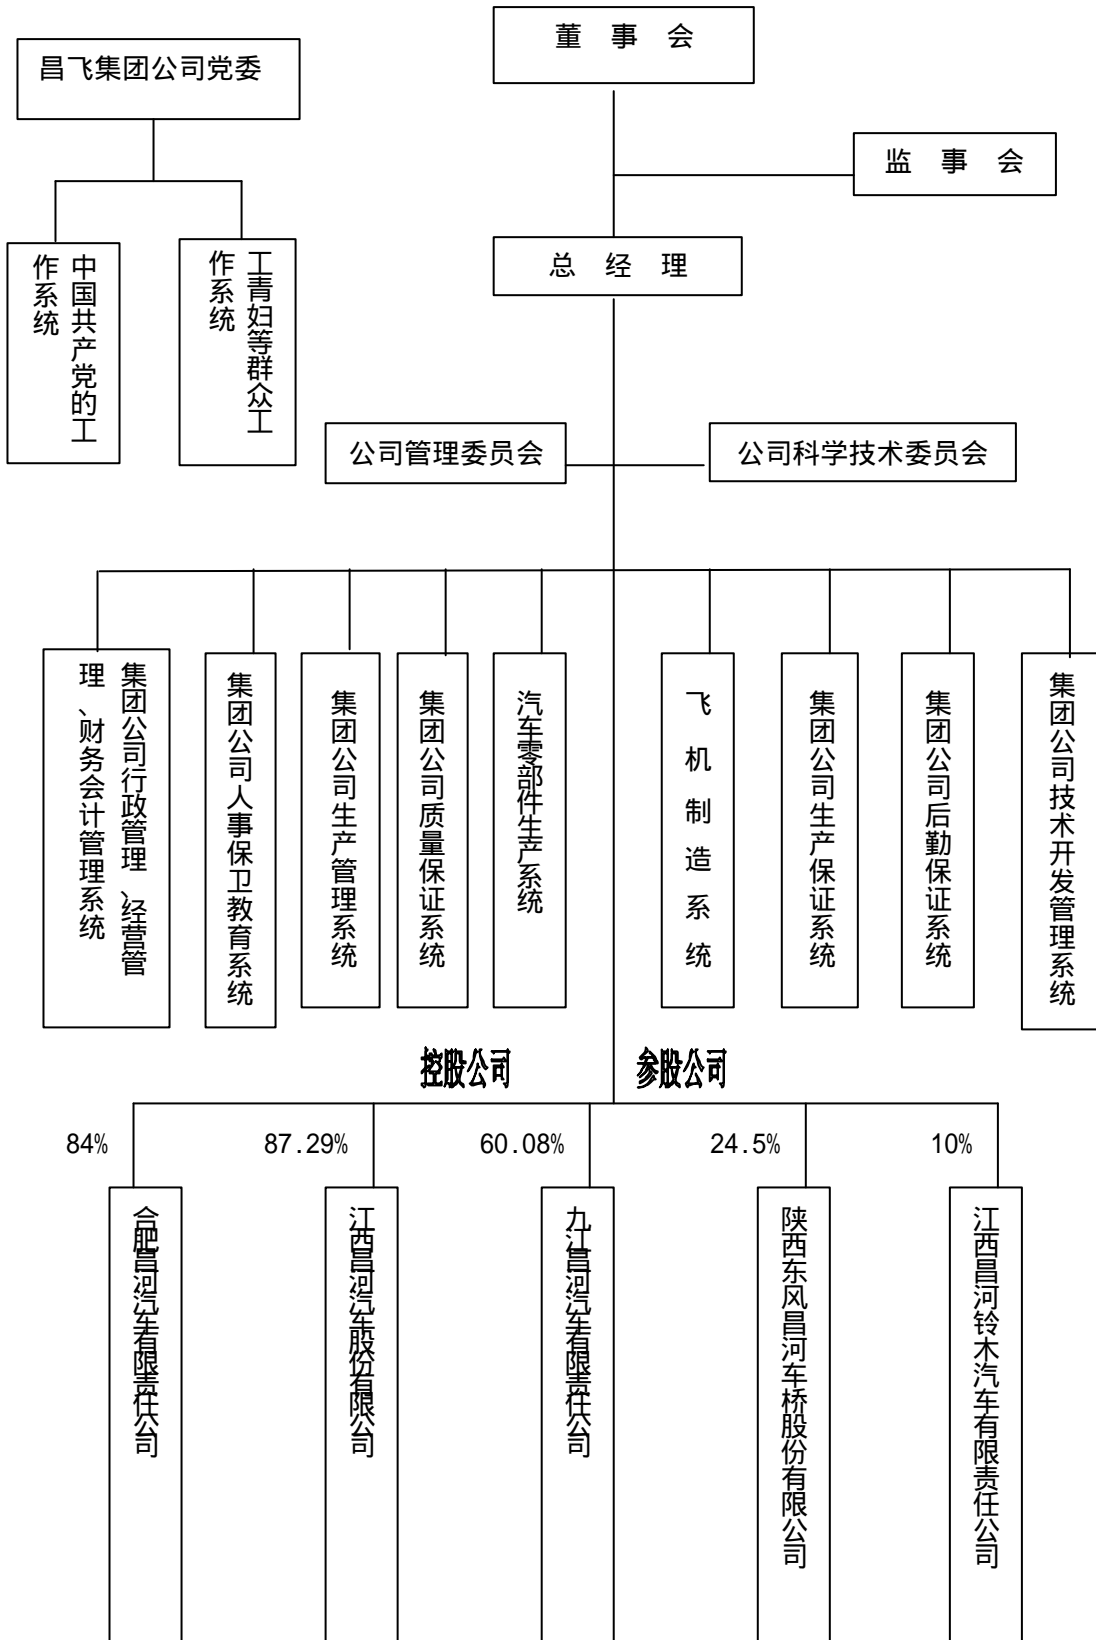 董 事 会
昌飞集团公司党委
监 事 会
总 经 理
中国共产党的工
作系统
工青妇等群众工
作系统
公司管理委员会
公司科学技术委员会
集团公司行政管理、经营管
理、财务会计管理系统
集团公司人事保卫教育系统
集团公司生产管理系统
集团公司质量保证系统
汽车零部件生产系统
飞机制造系统
集团公司生产保证系统
集团公司后勤保证系统
集团公司技术开发管理系统
控股公司
参股公司
84%
87.29%
60.08%
24.5%
10%
合肥昌河汽车有限责任公司
江西昌河汽车股份有限公司
九江昌河汽车有限责任公司
陕西东风昌河车桥股份有限公司
江西昌河铃木汽车有限责任公司